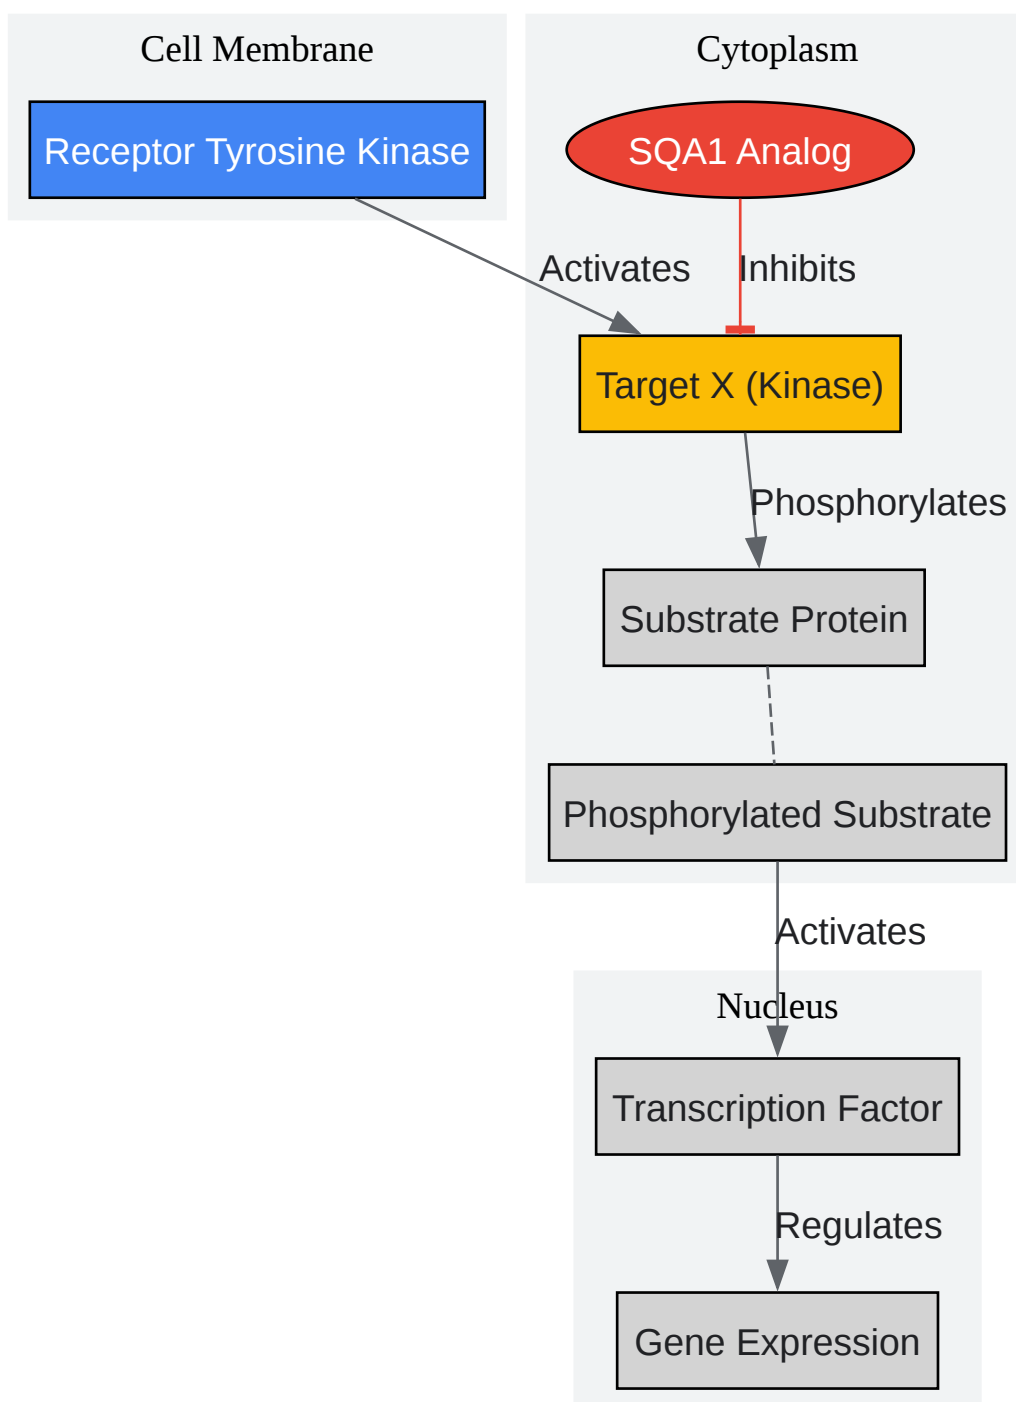 Cell Membrane
Cytoplasm
Receptor Tyrosine Kinase
SQA1 Analog
Activates
Inhibits
Target X (Kinase)
Phosphorylates
Substrate Protein
Phosphorylated Substrate
Activates
Nucleus
Transcription Factor
Regulates
Gene Expression